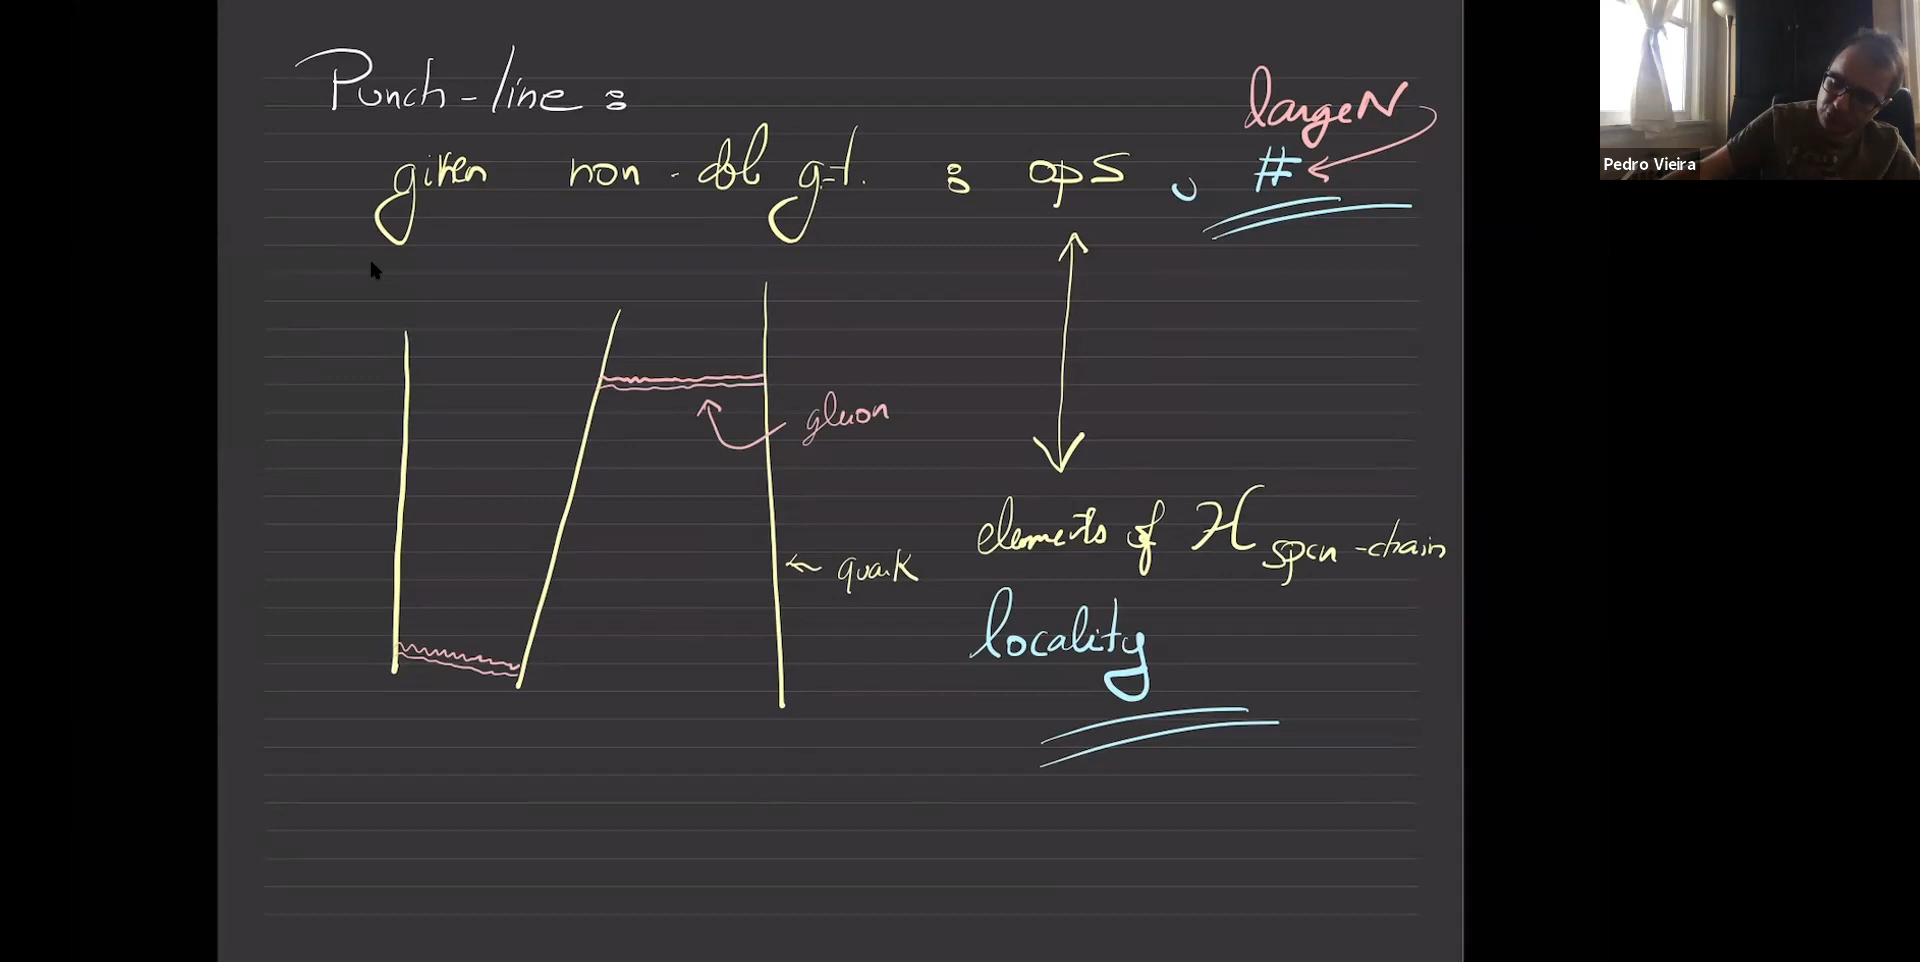 Punch-line :
large N
given non-abl g.t. : ops , #
gluon
elements of H spin-chain
← quark
locality
Pedro Vieira